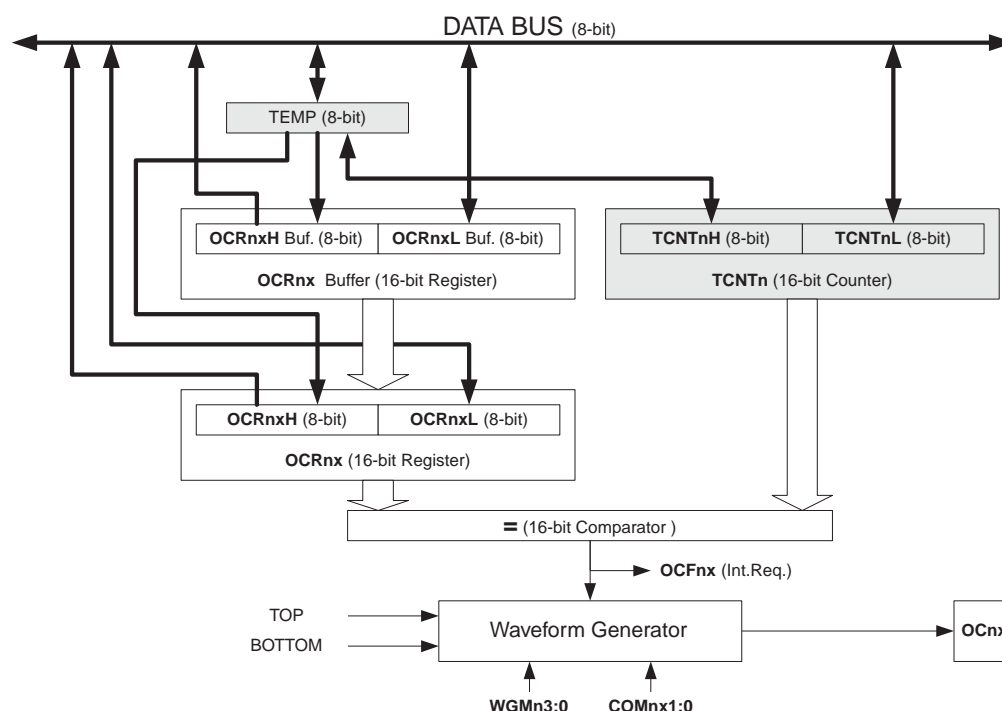 DATA BUS (8-bit)
TEMP (8-bit)
OCRnxH Buf. (8-bit) OCRnxL Buf. (8-bit)
TCNTnH (8-bit) TCNTnL (8-bit)
OCRnx Buffer (16-bit Register)
TCNTn (16-bit Counter)
OCRnxH (8-bit) OCRnxL (8-bit)
OCRnx (16-bit Register)
= (16-bit Comparator )
OCFnx (Int.Req.)
TOP
BOTTOM
Waveform Generator
OCnx
WGMn3:0 COMnx1:0